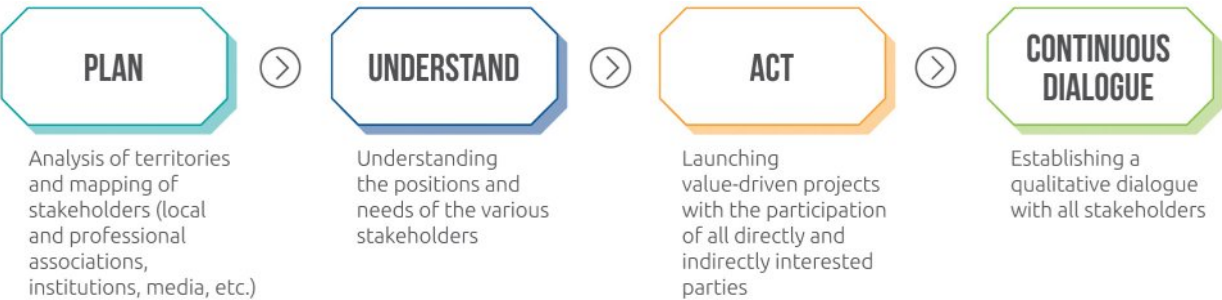 PLAN
Analysis of territories
and mapping of
stakeholders (local
and professional
associations,
institutions, media, etc.)
UNDERSTAND
Understanding
the positions and
needs of the various
stakeholders
ACT
Launching
value-driven projects
with the participation
of all directly and
indirectly interested
parties
CONTINUOUS
DIALOGUE
Establishing a
qualitative dialogue
with all stakeholders